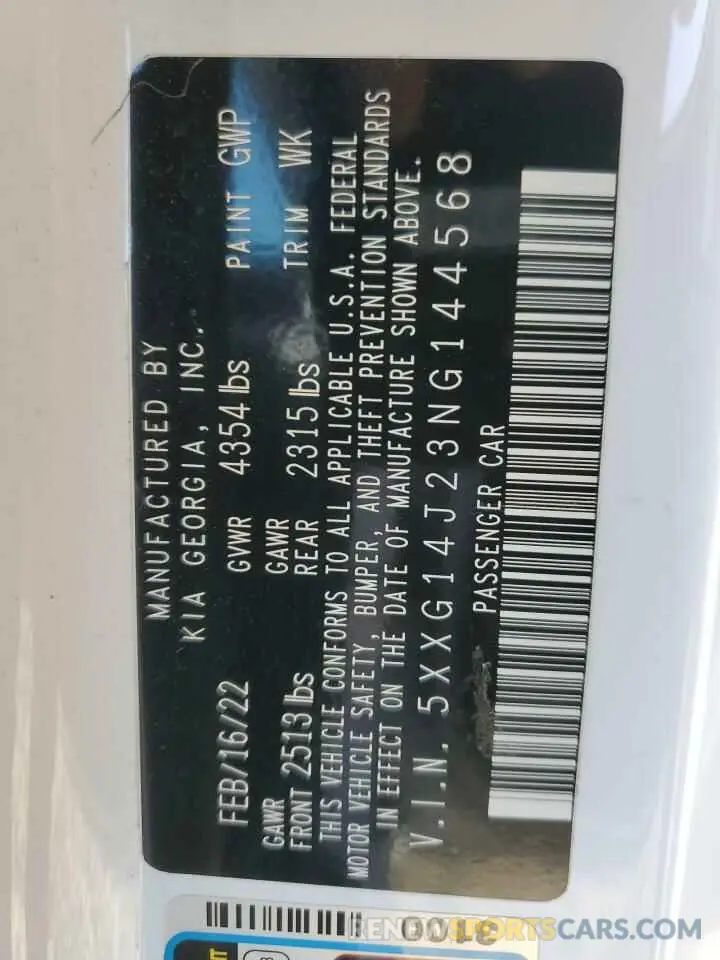 MANUFACTURED BY
KIA GEORGIA, INC.
FEB/16/22 GVWR 4354 lbs PAINT GWP
GAWR FRONT 2513 lbs GAWR REAR 2315 lbs TRIM WK
THIS VEHICLE CONFORMS TO ALL APPLICABLE U.S.A. FEDERAL
MOTOR VEHICLE SAFETY, BUMPER, AND THEFT PREVENTION STANDARDS
IN EFFECT ON THE DATE OF MANUFACTURE SHOWN ABOVE.
V.I.N. 5XXG14J23NG144568
PASSENGER CAR
RENEWSPORTSCARS.COM